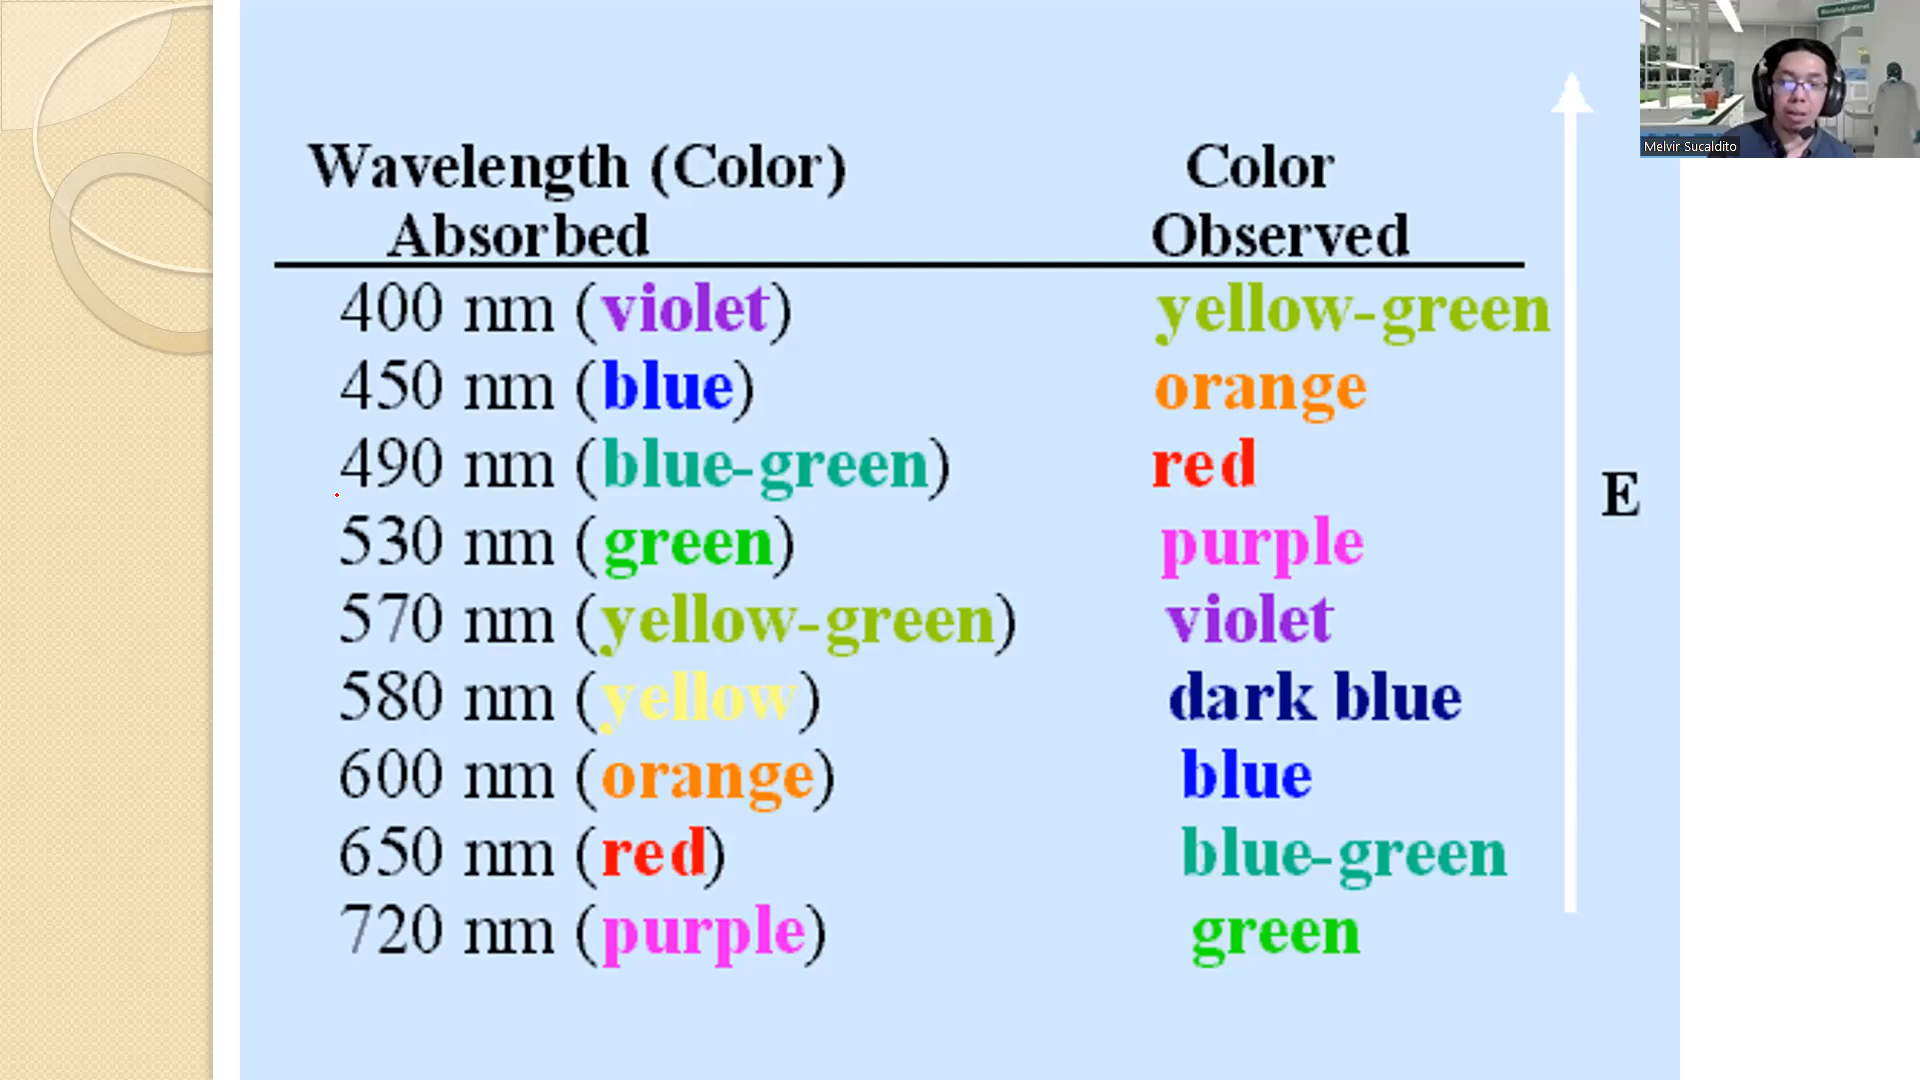 Wavelength (Color) Color
Absorbed Observed
400 nm (violet) yellow-green
450 nm (blue) orange
490 nm (blue-green) red
530 nm (green) purple
570 nm (yellow-green) violet
580 nm (yellow) dark blue
600 nm (orange) blue
650 nm (red) blue-green
720 nm (purple) green
E
Melvir Sucaldito